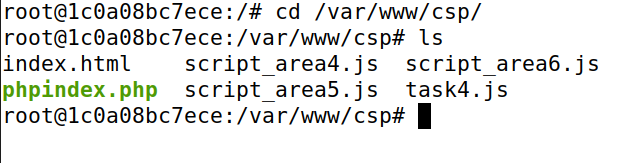 root@1c0a08bc7ece:/# cd /var/www/csp/
root@1c0a08bc7ece:/var/www/csp# ls
index.html    script_area4.js  script_area6.js
phpindex.php  script_area5.js  task4.js
root@1c0a08bc7ece:/var/www/csp#